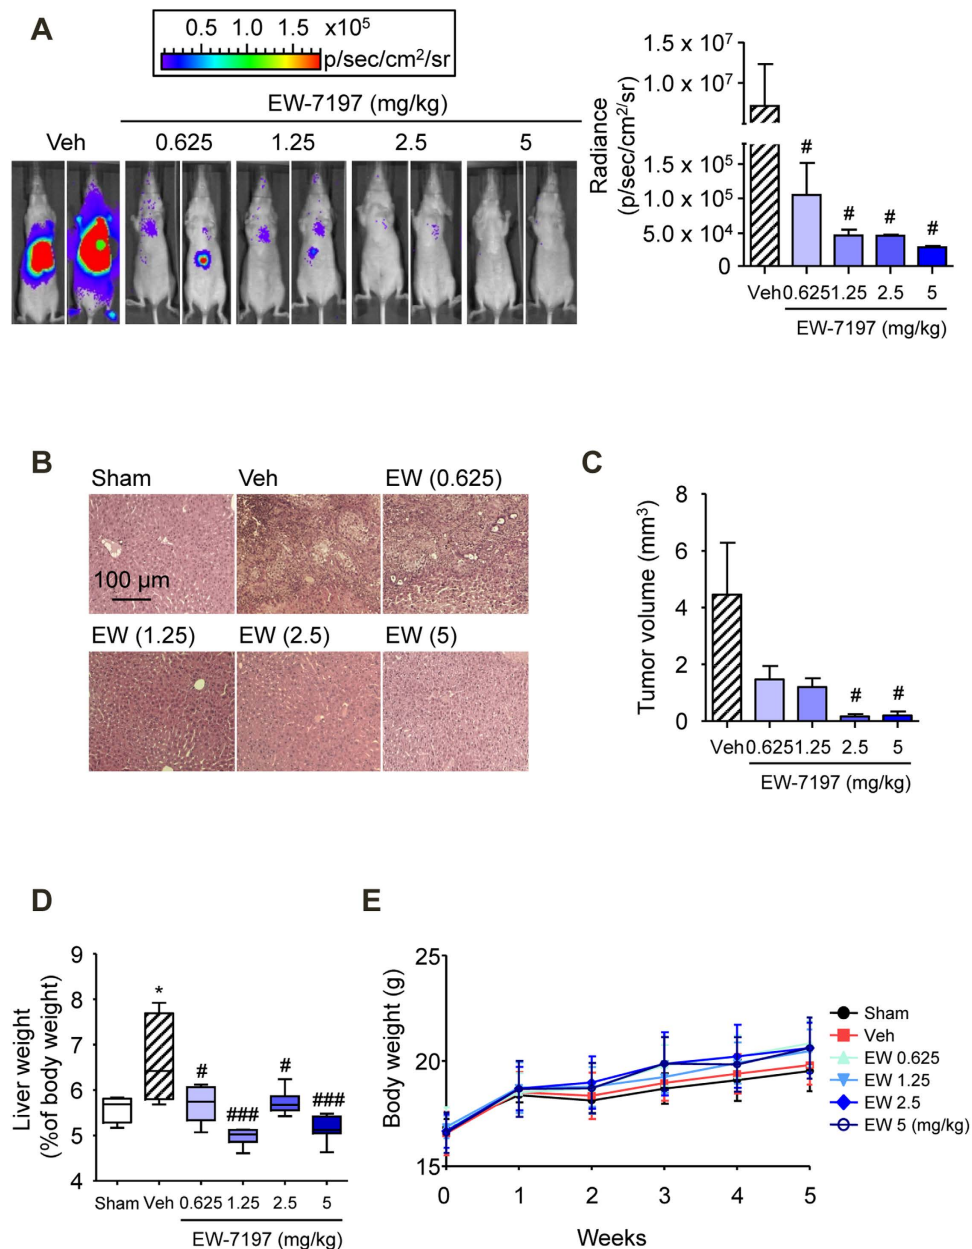 A
0.5 1.0 1.5 x10⁵
p/sec/cm²/sr
EW-7197 (mg/kg)
Veh 0.625 1.25 2.5 5
Radiance
(p/sec/cm²/sr)
1.5 x 10⁷
1.0 x 10⁷
1.5 x 10⁵
1.0 x 10⁵
5.0 x 10⁴
0
# # # #
Veh 0.625 1.25 2.5 5
EW-7197 (mg/kg)
B
Sham Veh EW (0.625)
100 µm
EW (1.25) EW (2.5) EW (5)
C
Tumor volume (mm³)
8
6
4
2
0
# #
Veh 0.625 1.25 2.5 5
EW-7197 (mg/kg)
D
Liver weight
(% of body weight)
9
8
7
6
5
4
* # ### # ###
Sham Veh 0.625 1.25 2.5 5
EW-7197 (mg/kg)
E
Body weight (g)
25
20
15
0 1 2 3 4 5
Weeks
Sham
Veh
EW 0.625
EW 1.25
EW 2.5
EW 5 (mg/kg)